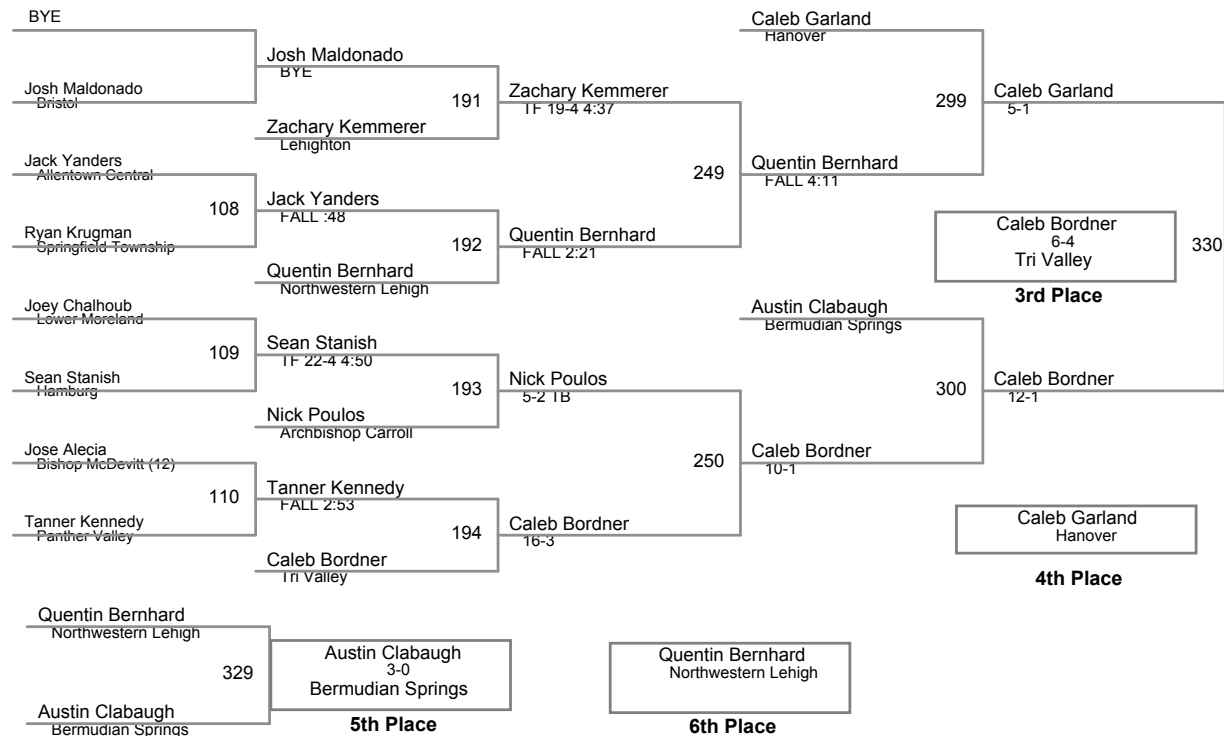 BYE
Josh Maldonado
Bristol
Jack Yanders
Allentown Central
108
Ryan Krugman
Springfield Township
Joey Chalhoub
Lower Moreland
109
Sean Stanish
Hamburg
Jose Alecia
Bishop McDevitt (12)
110
Tanner Kennedy
Panther Valley
Josh Maldonado
BYE
191
Zachary Kemmerer
Lehighton
Jack Yanders
FALL :48
192
Quentin Bernhard
Northwestern Lehigh
Sean Stanish
TF 22-4 4:50
193
Nick Poulos
Archbishop Carroll
Tanner Kennedy
FALL 2:53
194
Caleb Bordner
Tri Valley
Zachary Kemmerer
TF 19-4 4:37
249
Quentin Bernhard
FALL 2:21
Nick Poulos
5-2 TB
250
Caleb Bordner
16-3
Caleb Garland
Hanover
299
Quentin Bernhard
FALL 4:11
Austin Clabaugh
Bermudian Springs
300
Caleb Bordner
10-1
Caleb Garland
5-1
330
Caleb Bordner
12-1
Caleb Bordner
6-4
Tri Valley
3rd Place
Caleb Garland
Hanover
4th Place
Quentin Bernhard
Northwestern Lehigh
329
Austin Clabaugh
Bermudian Springs
Austin Clabaugh
3-0
Bermudian Springs
5th Place
Quentin Bernhard
Northwestern Lehigh
6th Place